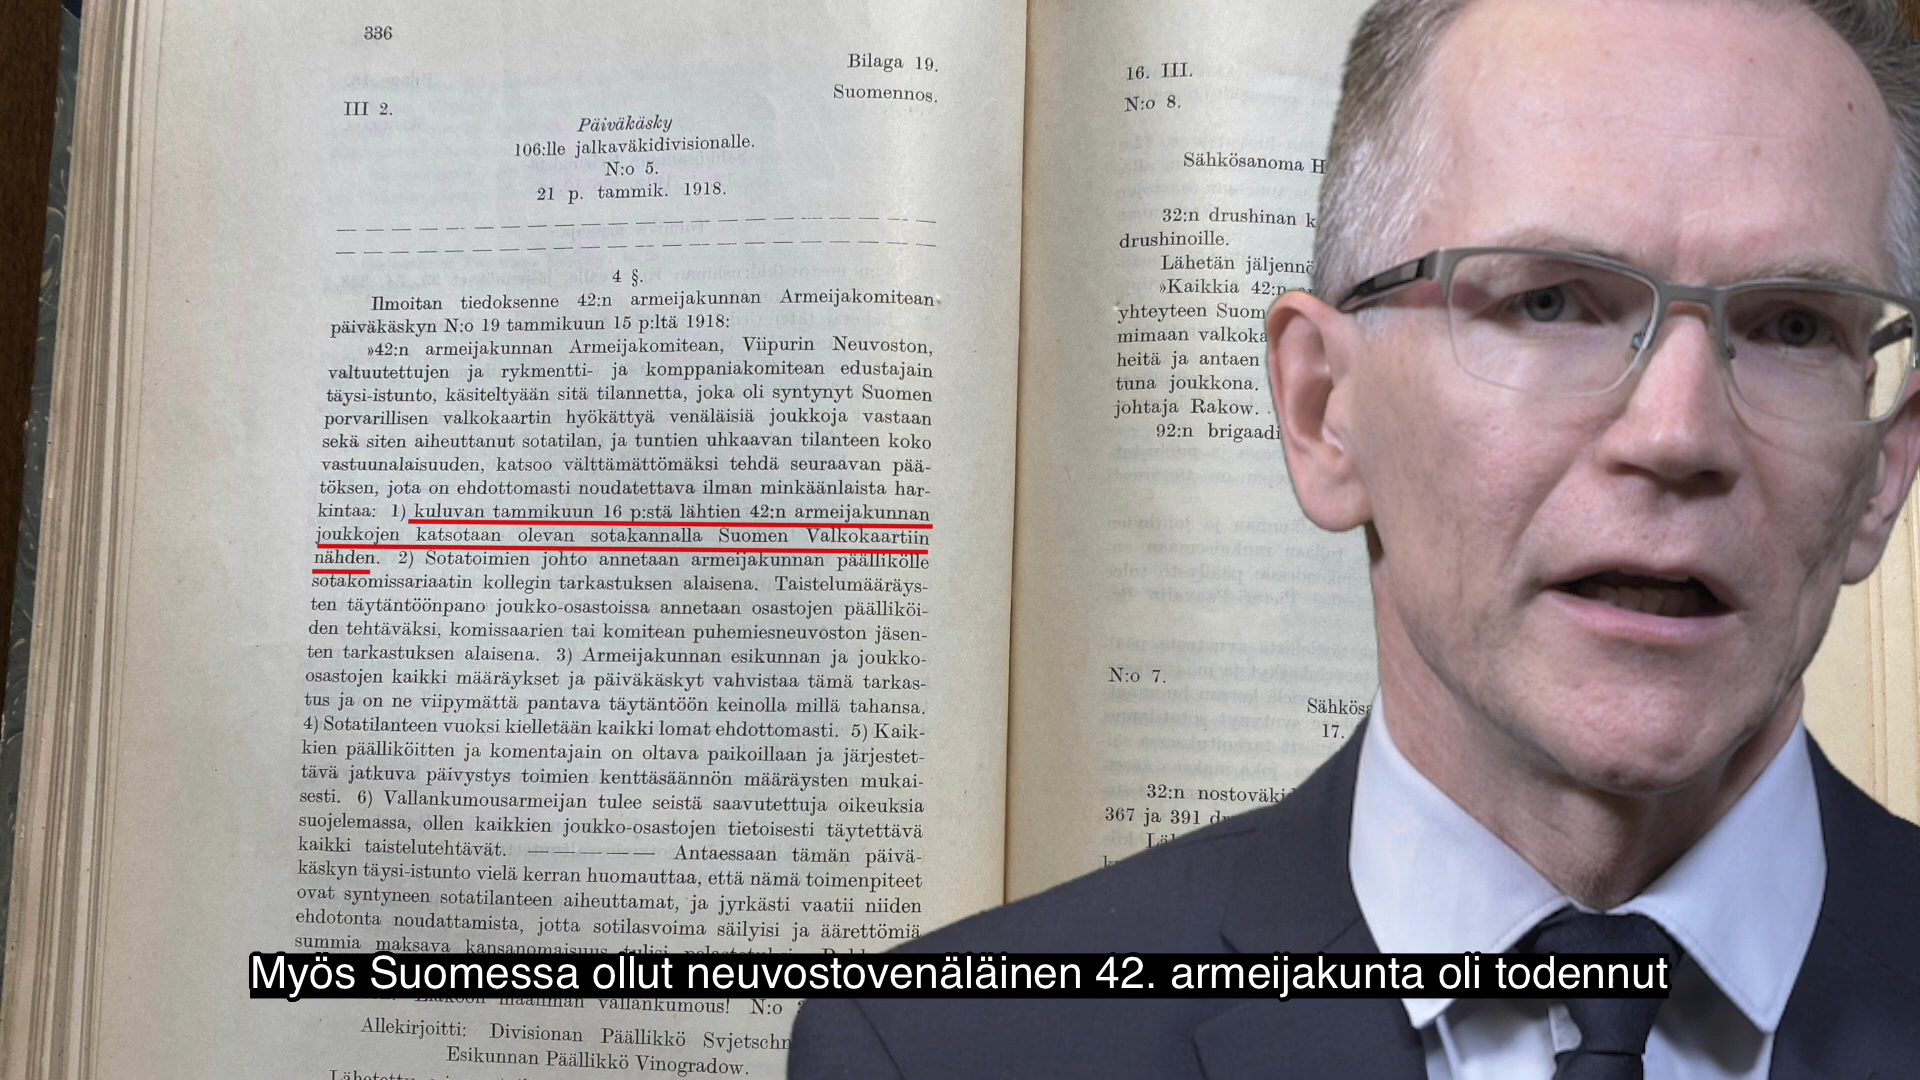 336
Bilaga 19.
Suomennos.
III 2.
Päiväkäsky
106:lle jalkaväkidivisionalle.
N:o 5.
21 p. tammik. 1918.
4 §.
Ilmoitan tiedoksenne 42:n armeijakunnan Armeijakomitean
päiväkäskyn N:o 19 tammikuun 15 p:ltä 1918:
»42:n armeijakunnan Armeijakomitean, Viipurin Neuvoston,
valtuutettujen ja rykmentti- ja komppaniakomitean edustajain
täysi-istunto, käsiteltyään sitä tilannetta, joka oli syntynyt Suomen
porvarillisen valkokaartin hyökättyä venäläisiä joukkoja vastaan
sekä siten aiheuttanut sotatilan, ja tuntien uhkaavan tilanteen koko
vastuunalaisuuden, katsoo välttämättömäksi tehdä seuraavan pää-
töksen, jota on ehdottomasti noudatettava ilman minkäänlaista har-
kintaa: 1) kuluvan tammikuun 16 p:stä lähtien 42:n armeijakunnan
joukkojen katsotaan olevan sotakannalla Suomen Valkokaartiin
nähden. 2) Sotatoimien johto annetaan armeijakunnan päällikölle
sotakomissariaatin kollegin tarkastuksen alaisena. Taistelumääräys-
ten täytäntöönpano joukko-osastoissa annetaan osastojen päälliköi-
den tehtäväksi, komissaarien tai komitean puhemiesneuvoston jäsen-
ten tarkastuksen alaisena. 3) Armeijakunnan esikunnan ja joukko-
osastojen kaikki määräykset ja päiväkäskyt vahvistaa tämä tarkas-
tus ja on ne viipymättä pantava täytäntöön keinolla millä tahansa.
4) Sotatilanteen vuoksi kielletään kaikki lomat ehdottomasti. 5) Kaik-
kien päälliköitten ja komentajain on oltava paikoillaan ja järjestet-
tävä jatkuva päivystys toimien kenttäsäännön määräysten mukai-
sesti. 6) Vallankumousarmeijan tulee seistä saavutettuja oikeuksia
suojelemassa, ollen kaikkien joukko-osastojen tietoisesti täytettävä
kaikki taistelutehtävät. — — — — — Antaessaan tämän päivä-
käskyn täysi-istunto vielä kerran huomauttaa, että nämä toimenpiteet
ovat syntyneen sotatilanteen aiheuttamat, ja jyrkästi vaatii niiden
ehdotonta noudattamista, jotta sotilasvoima säilyisi ja äärettömiä
summia maksava kansanomaisuus
maailman vallankumous! N:o
Allekirjoitti: Divisionan Päällikkö
Esikunnan Päällikkö Vinogradow.
16. III.
N:o 8.
Sähkösanoma H
32:n drushinan k
drushinoille.
Lähetän jäljennö
»Kaikkia 42:n
yhteyteen Suom
mimaan valkoka
heitä ja antaen
tuna joukkona.
johtaja Rakow.
92:n brigaadi
N:o 7.
Sähkösa
17.
32:n nostoväki
367 ja 391 d
Myös Suomessa ollut neuvostovenäläinen 42. armeijakunta oli todennut